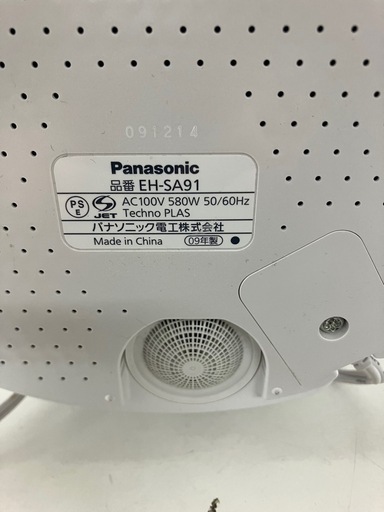 091214
Panasonic
品番 EH-SA91
PS E JET AC100V 580W 50/60Hz
Techno PLAS
パナソニック電工株式会社
Made in China 09年製 ●